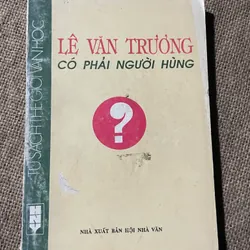 TỦ SÁCH THẾ GIỚI VĂN HỌC
LÊ VĂN TRƯƠNG
CÓ PHẢI NGƯỜI HÙNG
?
NHÀ XUẤT BẢN HỘI NHÀ VĂN